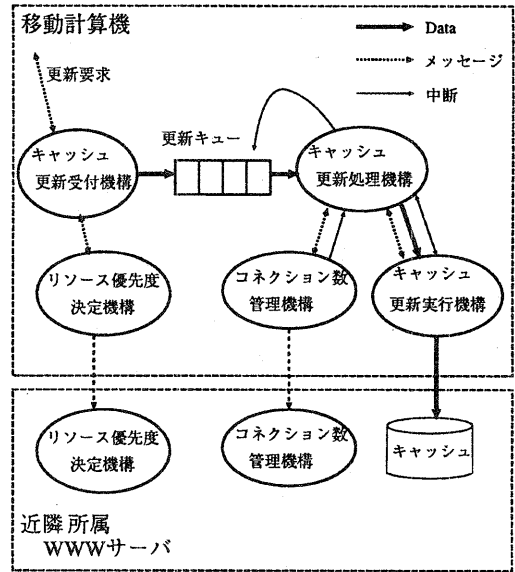 移動計算機
Data
メッセージ
中断
更新要求
更新キュー
キャッシュ
更新受付機構
キャッシュ
更新処理機構
リソース優先度
決定機構
コネクション数
管理機構
キャッシュ
更新実行機構
リソース優先度
決定機構
コネクション数
管理機構
キャッシュ
近隣 所属
WWWサーバ